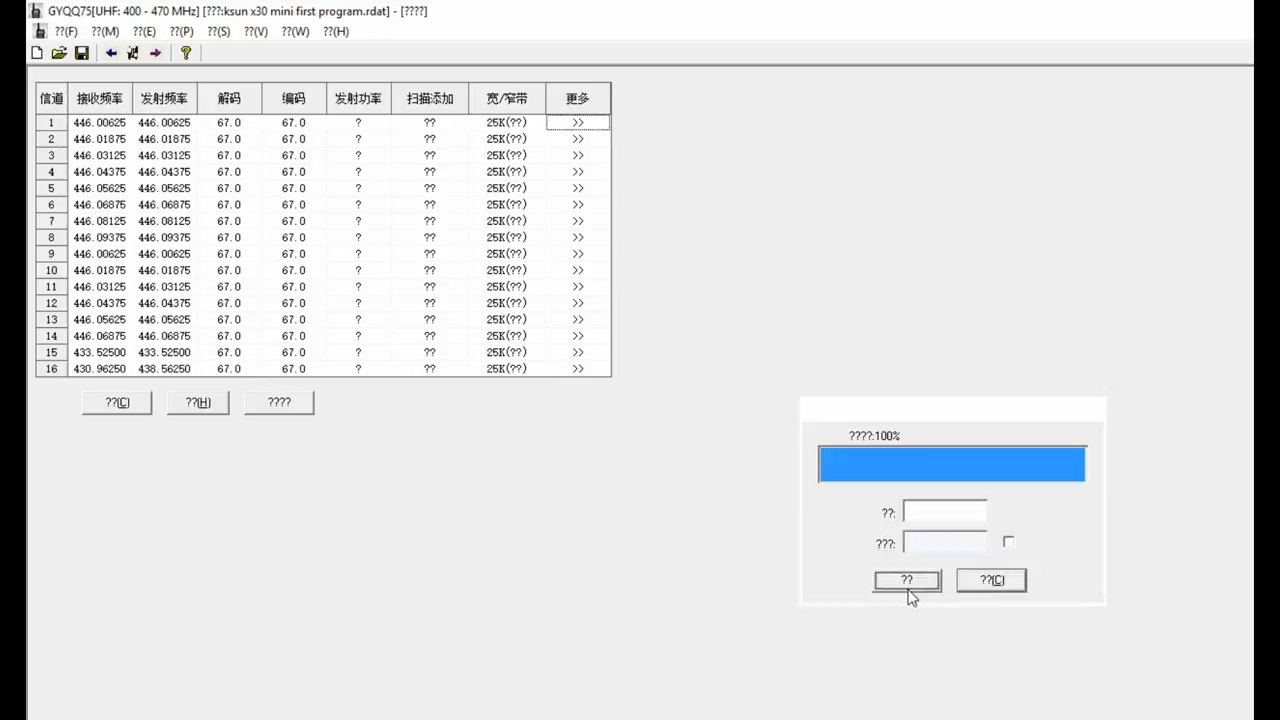 GYQQ75[UHF: 400 - 470 MHz] [???:ksun x30 mini first program.rdat] - [????]
??(F) ??(M) ??(E) ??(P) ??(S) ??(V) ??(W) ??(H)
信道 接收频率 发射频率 解码 编码 发射功率 扫描添加 宽/窄带 更多
1 446.00625 446.00625 67.0 67.0 ? ?? 25K(??) >>
2 446.01875 446.01875 67.0 67.0 ? ?? 25K(??) >>
3 446.03125 446.03125 67.0 67.0 ? ?? 25K(??) >>
4 446.04375 446.04375 67.0 67.0 ? ?? 25K(??) >>
5 446.05625 446.05625 67.0 67.0 ? ?? 25K(??) >>
6 446.06875 446.06875 67.0 67.0 ? ?? 25K(??) >>
7 446.08125 446.08125 67.0 67.0 ? ?? 25K(??) >>
8 446.09375 446.09375 67.0 67.0 ? ?? 25K(??) >>
9 446.00625 446.00625 67.0 67.0 ? ?? 25K(??) >>
10 446.01875 446.01875 67.0 67.0 ? ?? 25K(??) >>
11 446.03125 446.03125 67.0 67.0 ? ?? 25K(??) >>
12 446.04375 446.04375 67.0 67.0 ? ?? 25K(??) >>
13 446.05625 446.05625 67.0 67.0 ? ?? 25K(??) >>
14 446.06875 446.06875 67.0 67.0 ? ?? 25K(??) >>
15 433.52500 433.52500 67.0 67.0 ? ?? 25K(??) >>
16 430.96250 438.56250 67.0 67.0 ? ?? 25K(??) >>
??(C) ??(H) ????
????:100%
??:
???:
?? ??(C)